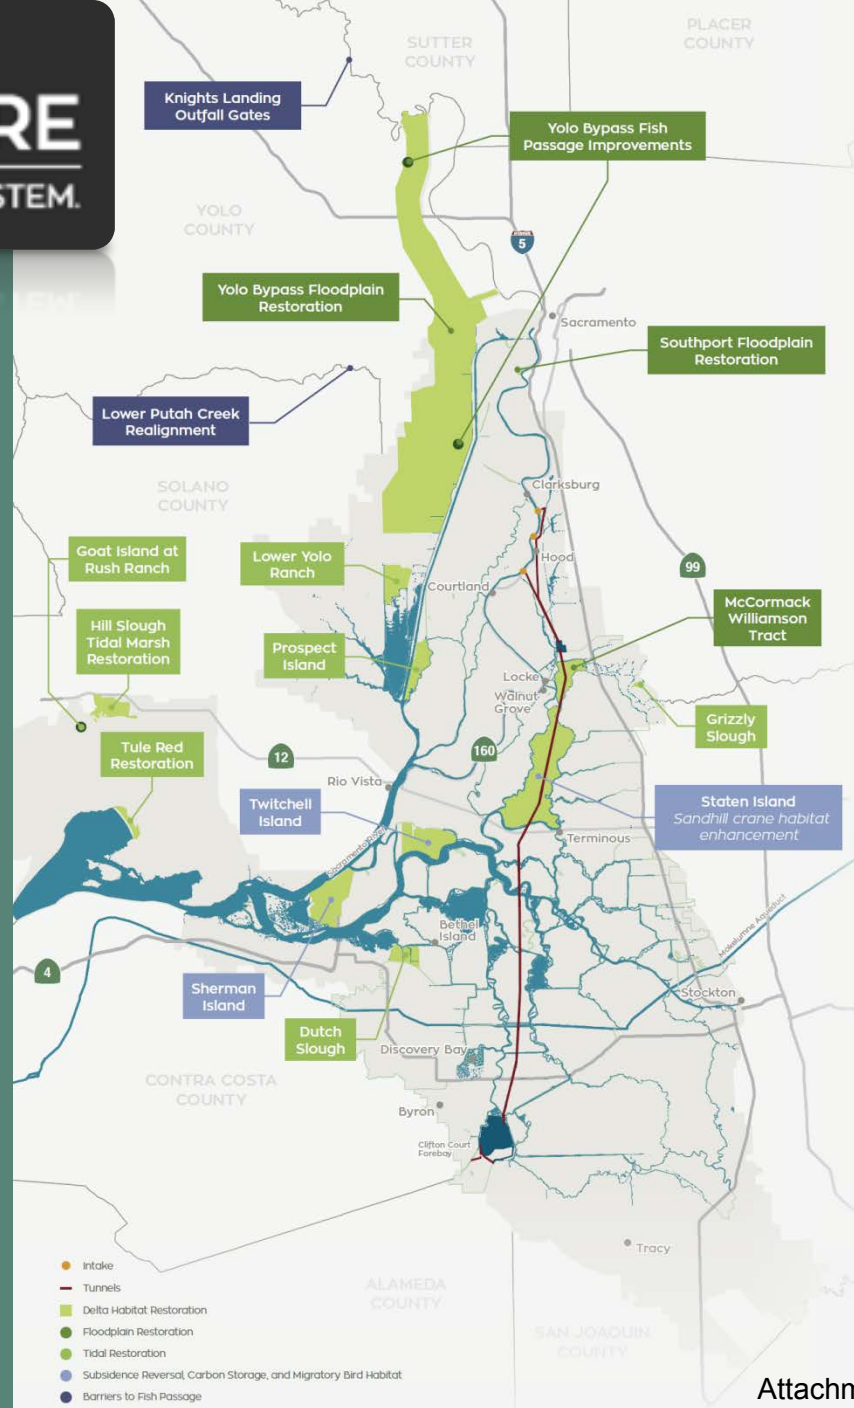 RE
STEM.
SUTTER
COUNTY
PLACER
COUNTY
Knights Landing
Outfall Gates
Yolo Bypass Fish
Passage Improvements
YOLO
COUNTY
5
Yolo Bypass Floodplain
Restoration
Sacramento
Southport Floodplain
Restoration
Lower Putah Creek
Realignment
SOLANO
COUNTY
Clarksburg
Goat Island at
Rush Ranch
Lower Yolo
Ranch
Hood
99
Courtland
McCormack
Williamson
Tract
Hill Slough
Tidal Marsh
Restoration
Prospect
Island
Locke
Walnut
Grove
Grizzly
Slough
Tule Red
Restoration
12
160
Rio Vista
Twitchell
Island
Staten Island
Sandhill crane habitat
enhancement
Terminous
Sacramento River
Bethel
Island
Mokelumne Aqueduct
4
Sherman
Island
Stockton
Dutch
Slough
Discovery Bay
CONTRA COSTA
COUNTY
Byron
Clifton Court
Forebay
Tracy
Intake
Tunnels
Delta Habitat Restoration
Floodplain Restoration
Tidal Restoration
Subsidence Reversal, Carbon Storage, and Migratory Bird Habitat
Barriers to Fish Passage
ALAMEDA
COUNTY
SAN JOAQUIN
COUNTY
Attachm